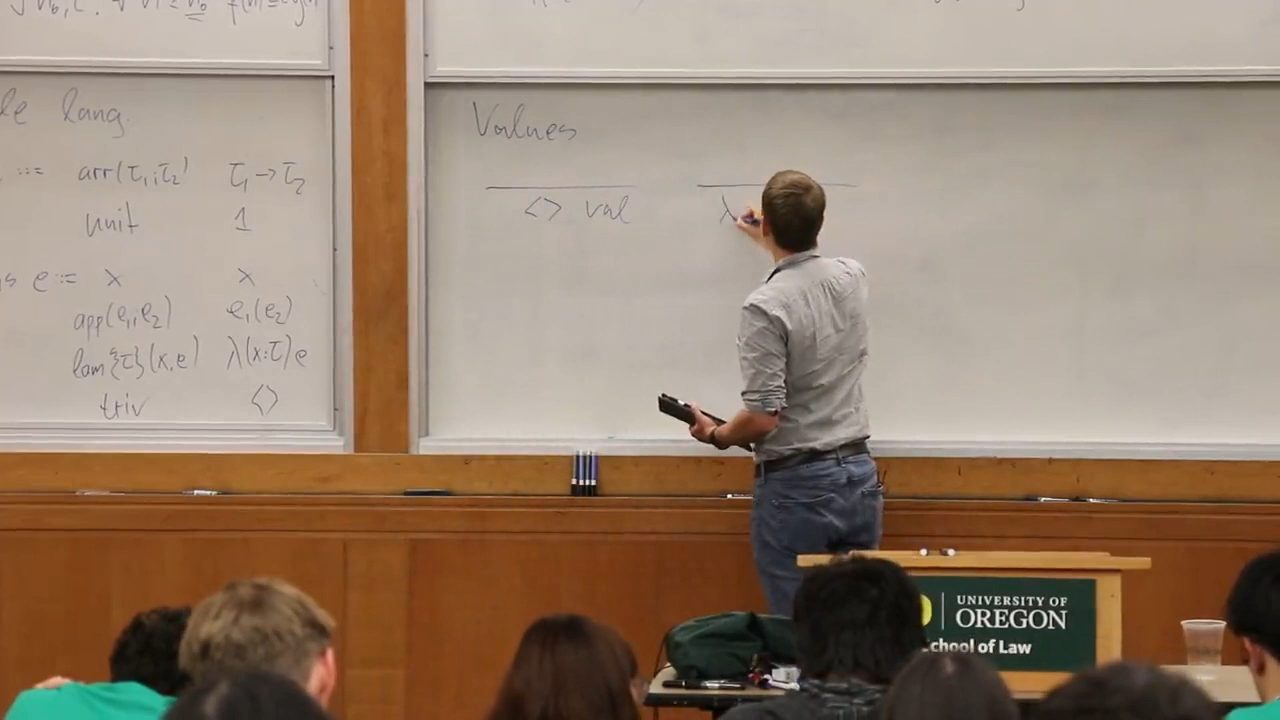 lang.
::= arr(τ₁;τ₂) τ₁→τ₂
unit 1
e ::= x x
app(e₁,e₂) e₁(e₂)
lam{τ}(x.e) λ(x:τ)e
triv <>
Values
<> val λ
UNIVERSITY OF
OREGON
School of Law